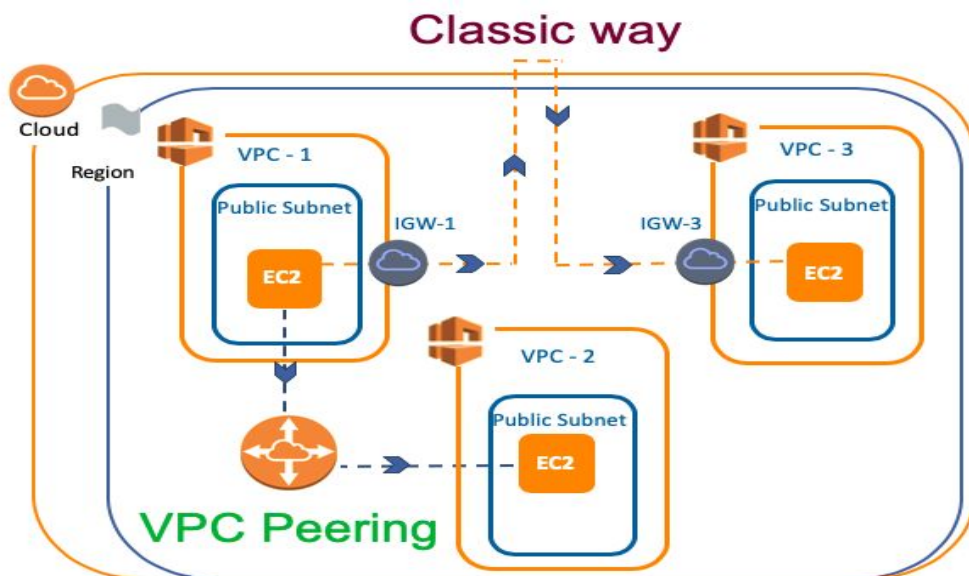 Classic way
Cloud
Region
VPC - 1
Public Subnet
EC2
IGW-1
IGW-3
VPC - 3
Public Subnet
EC2
VPC - 2
Public Subnet
EC2
VPC Peering